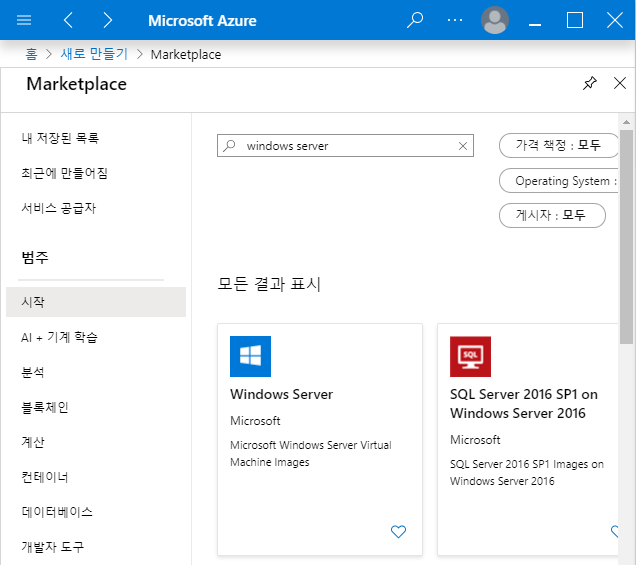 Microsoft Azure
홈 > 새로 만들기 > Marketplace
Marketplace
내 저장된 목록
최근에 만들어짐
서비스 공급자
범주
시작
AI + 기계 학습
분석
블록체인
계산
컨테이너
데이터베이스
개발자 도구
windows server
가격 책정 : 모두
Operating System :
게시자 : 모두
모든 결과 표시
Windows Server
Microsoft
Microsoft Windows Server Virtual
Machine Images
SQL
SQL Server 2016 SP1 on
Windows Server 2016
Microsoft
SQL Server 2016 SP1 Images on
Windows Server 2016